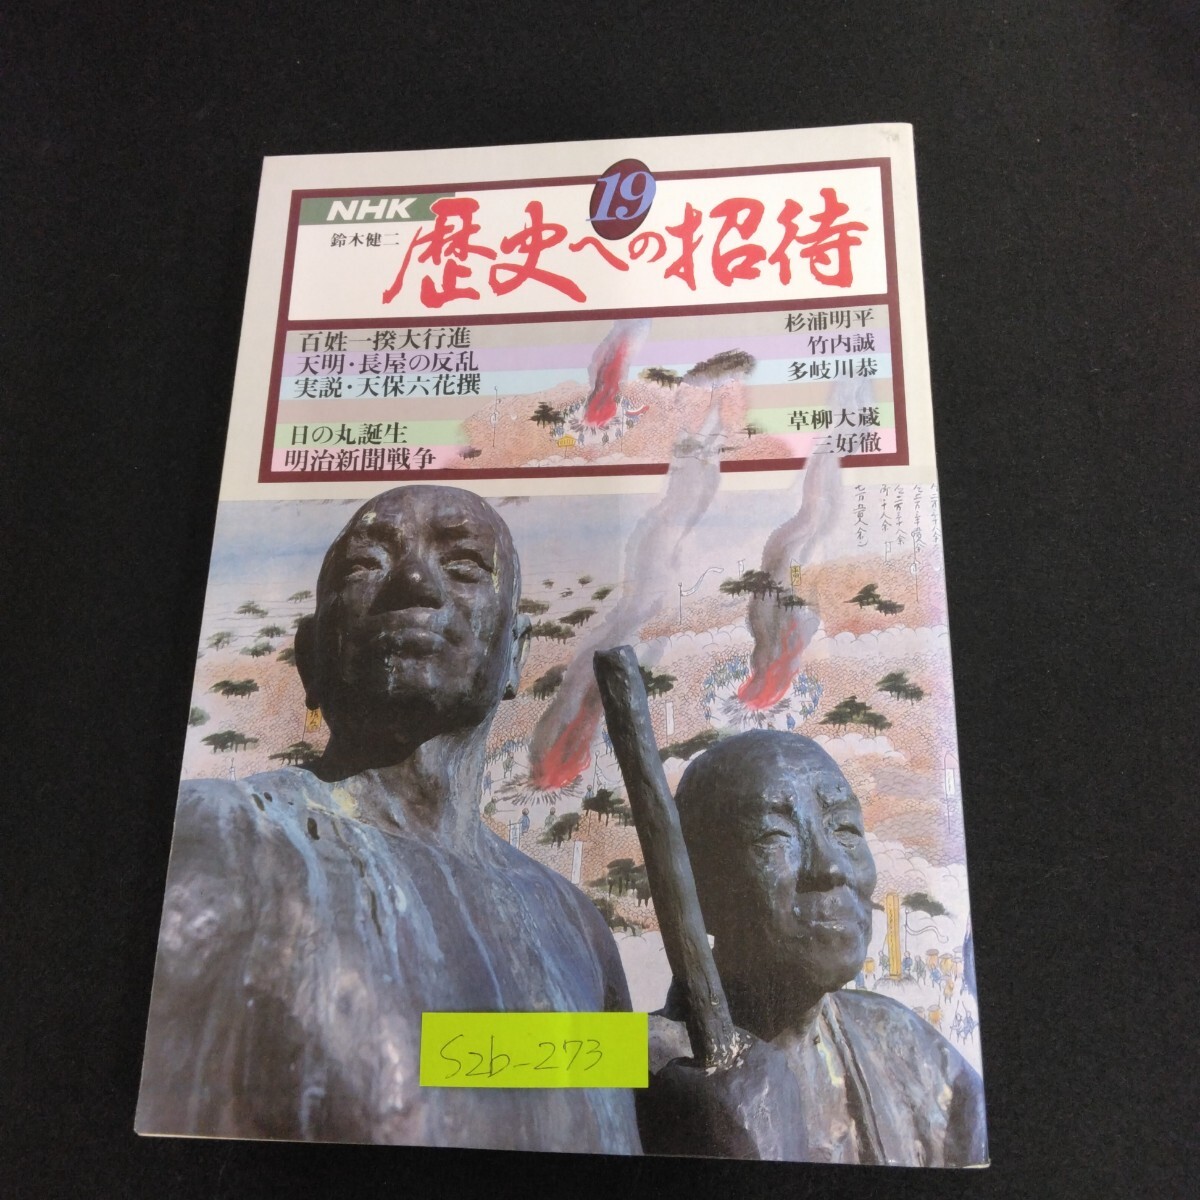 NHK
19
鈴木健二
歴史への招待
百姓一揆大行進
杉浦明平
天明・長屋の反乱
竹内誠
実説・天保六花撰
多岐川恭
日の丸誕生
草柳大蔵
明治新聞戦争
三好徹
S2b-273